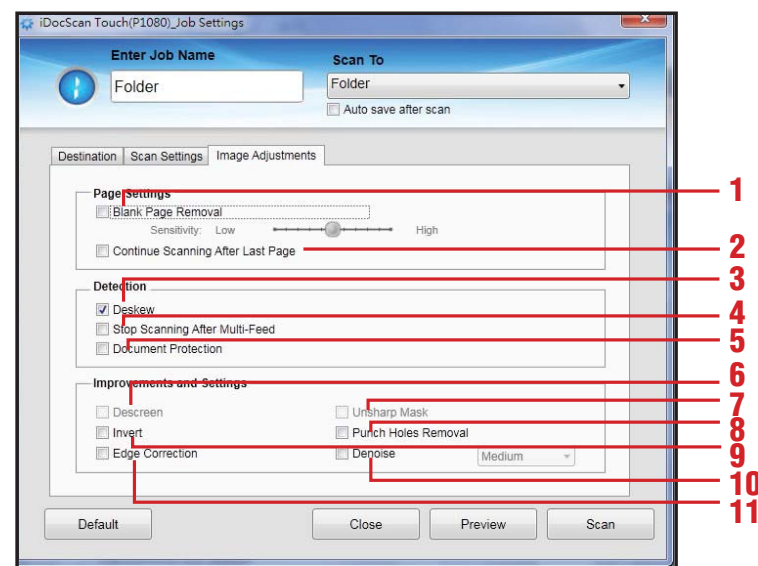 iDocScan Touch(P1080)_Job Settings
Enter Job Name
Scan To
Folder
Folder
Auto save after scan
Destination Scan Settings Image Adjustments
Page Settings
1
Blank Page Removal
Sensitivity: Low High
Continue Scanning After Last Page
2
Detection
3
Deskew
4
Stop Scanning After Multi-Feed
5
Document Protection
Improvements and Settings
6
Descreen Unsharp Mask
7
Invert Punch Holes Removal
8
Edge Correction Denoise Medium
9
10
11
Default Close Preview Scan